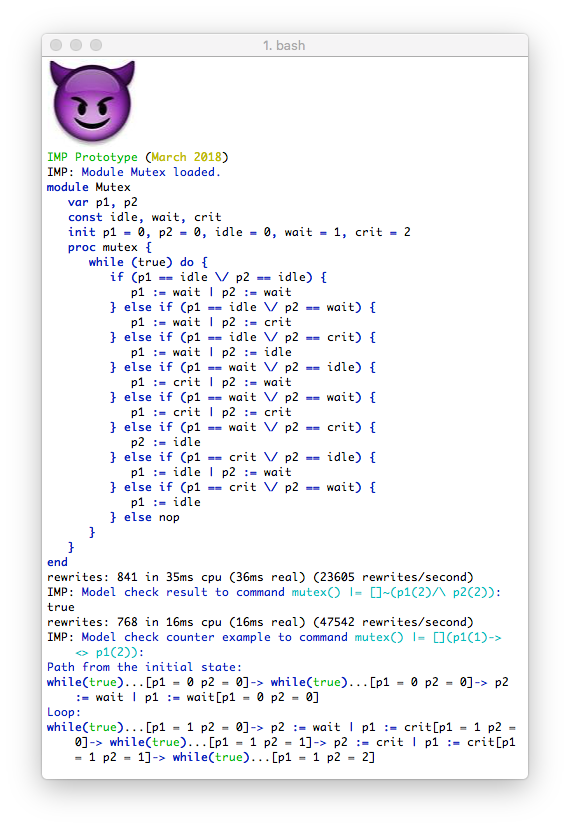 1. bash
IMP Prototype (March 2018)
IMP: Module Mutex loaded.
module Mutex
var p1, p2
const idle, wait, crit
init p1 = 0, p2 = 0, idle = 0, wait = 1, crit = 2
proc mutex {
while (true) do {
if (p1 == idle \/ p2 == idle) {
p1 := wait | p2 := wait
} else if (p1 == idle \/ p2 == wait) {
p1 := wait | p2 := crit
} else if (p1 == idle \/ p2 == crit) {
p1 := wait | p2 := idle
} else if (p1 == wait \/ p2 == idle) {
p1 := crit | p2 := wait
} else if (p1 == wait \/ p2 == wait) {
p1 := crit | p2 := crit
} else if (p1 == wait \/ p2 == crit) {
p2 := idle
} else if (p1 == crit \/ p2 == idle) {
p1 := idle | p2 := wait
} else if (p1 == crit \/ p2 == wait) {
p1 := idle
} else nop
}
}
end
rewrites: 841 in 35ms cpu (36ms real) (23605 rewrites/second)
IMP: Model check result to command mutex() |= []~(p1(2)/\ p2(2)):
true
rewrites: 768 in 16ms cpu (16ms real) (47542 rewrites/second)
IMP: Model check counter example to command mutex() |= [](p1(1)->
<> p1(2)):
Path from the initial state:
while(true)...[p1 = 0 p2 = 0]-> while(true)...[p1 = 0 p2 = 0]-> p2
:= wait | p1 := wait[p1 = 0 p2 = 0]
Loop:
while(true)...[p1 = 1 p2 = 0]-> p2 := wait | p1 := crit[p1 = 1 p2 =
0]-> while(true)...[p1 = 1 p2 = 1]-> p2 := crit | p1 := crit[p1
= 1 p2 = 1]-> while(true)...[p1 = 1 p2 = 2]